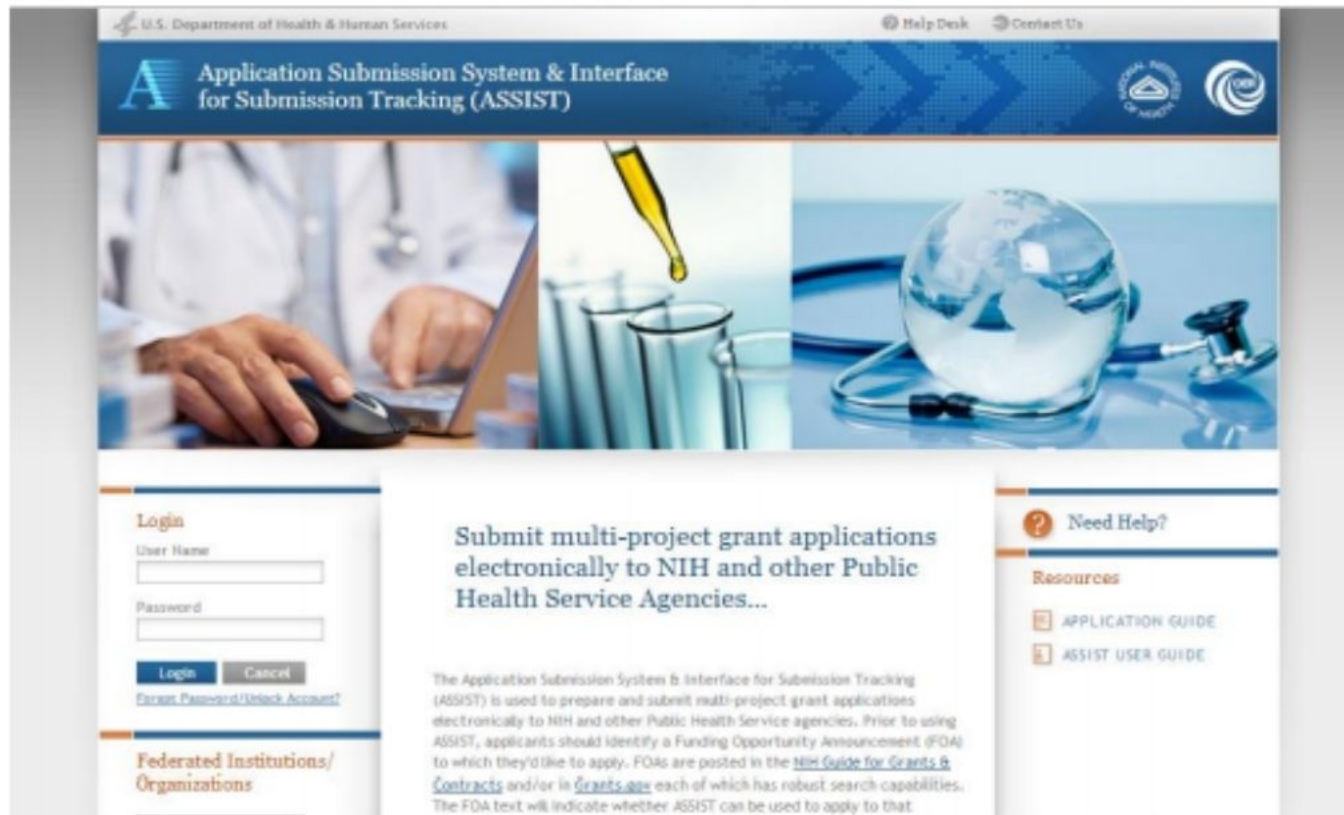 U.S. Department of Health & Human Services
Help Desk
Contact Us
A
Application Submission System & Interface
for Submission Tracking (ASSIST)
NATIONAL INSTITUTES OF HEALTH
OER
Login
User Name
Password
Login
Cancel
Forgot Password/Unlock Account?
Federated Institutions/
Organizations
Submit multi-project grant applications
electronically to NIH and other Public
Health Service Agencies...
The Application Submission System & Interface for Submission Tracking
(ASSIST) is used to prepare and submit multi-project grant applications
electronically to NIH and other Public Health Service agencies. Prior to using
ASSIST, applicants should identify a Funding Opportunity Announcement (FOA)
to which they'd like to apply. FOAs are posted in the NIH Guide for Grants &
Contracts and/or in Grants.gov each of which has robust search capabilities.
The FOA text will indicate whether ASSIST can be used to apply to that
Need Help?
Resources
APPLICATION GUIDE
ASSIST USER GUIDE